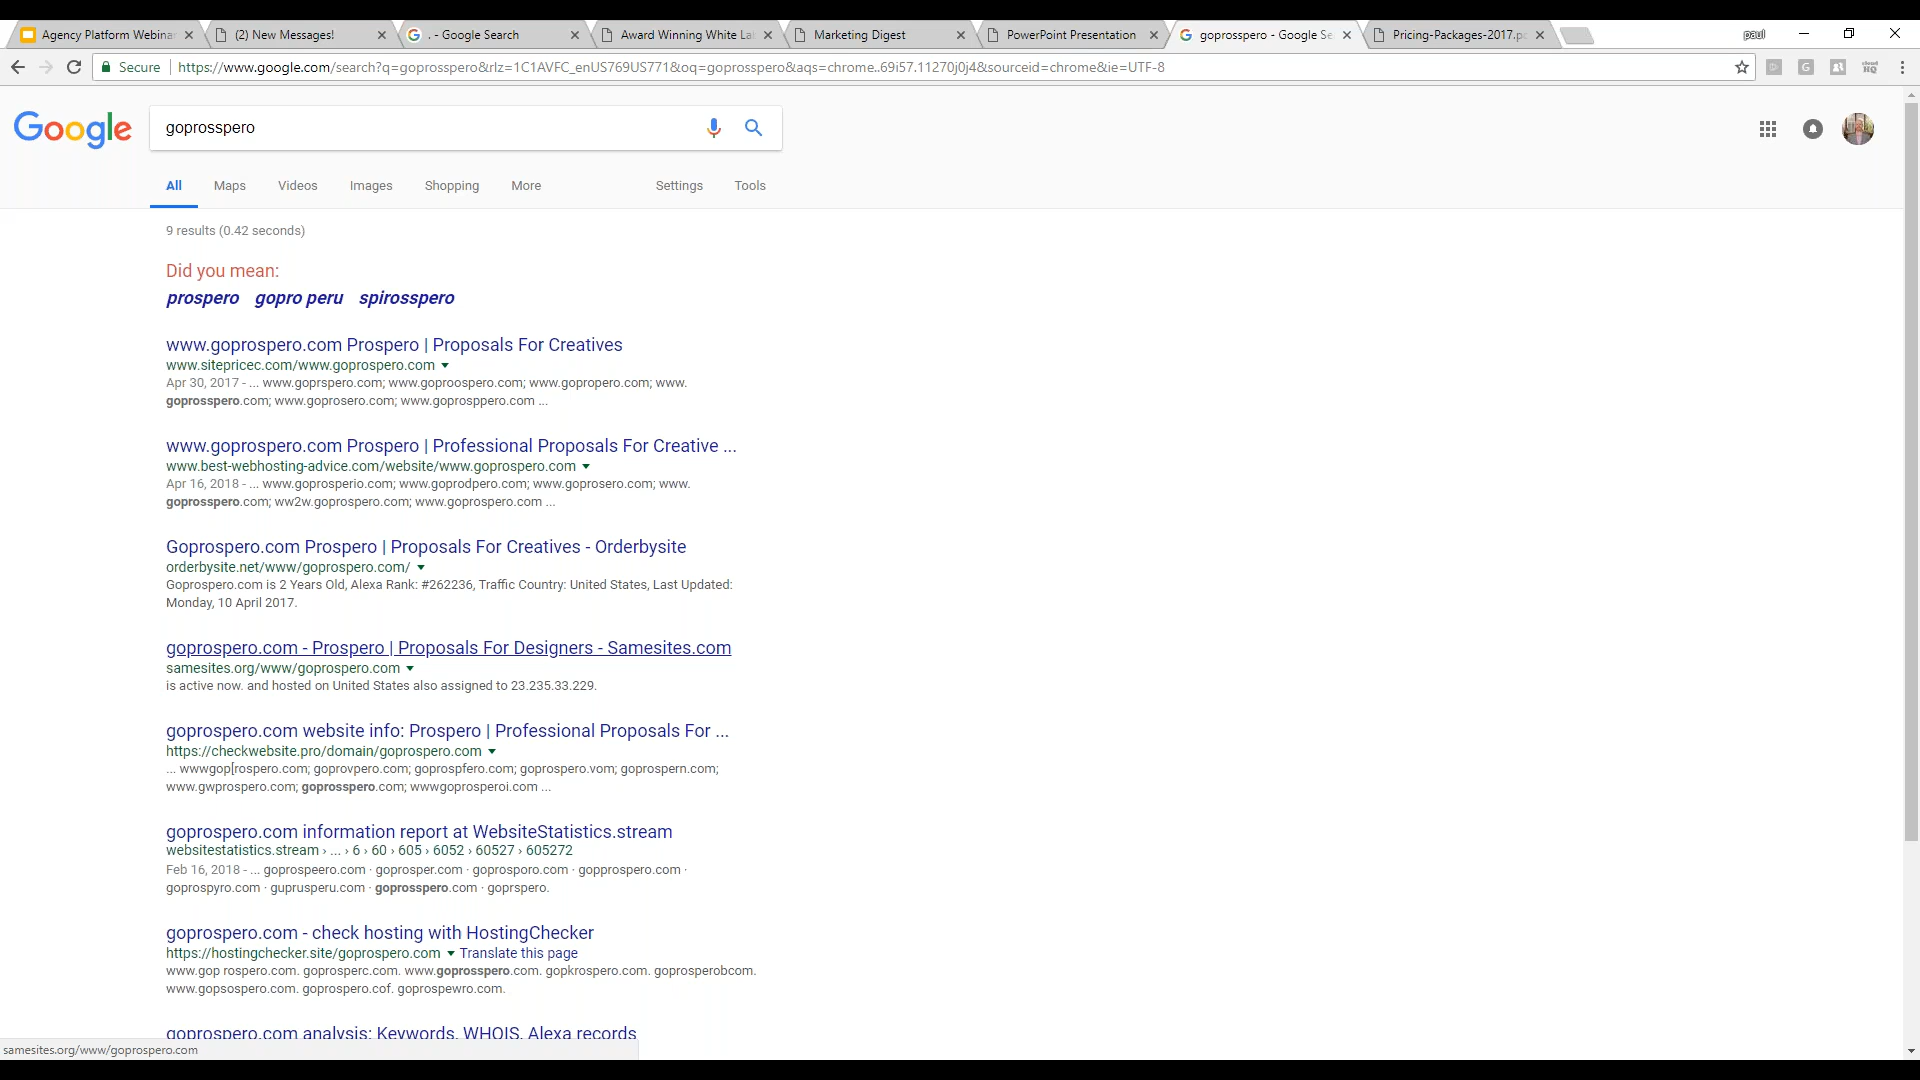 Agency Platform Webina
(2) New Messages!
. - Google Search
Award Winning White La
Marketing Digest
PowerPoint Presentation
goprosspero - Google Se
Pricing-Packages-2017.p
paul
Secure
https://www.google.com/search?q=goprosspero&rlz=1C1AVFC_enUS769US771&oq=goprosspero&aqs=chrome..69i57.11270j0j4&sourceid=chrome&ie=UTF-8
Google
goprosspero
All Maps Videos Images Shopping More Settings Tools
9 results (0.42 seconds)
Did you mean:
prospero gopro peru spirosspero
www.goprospero.com Prospero | Proposals For Creatives
www.sitepricec.com/www.goprospero.com
Apr 30, 2017 - ... www.goprspero.com; www.goproospero.com; www.gopropero.com; www.
goprosspero.com; www.goprosero.com; www.goprosppero.com ...
www.goprospero.com Prospero | Professional Proposals For Creative ...
www.best-webhosting-advice.com/website/www.goprospero.com
Apr 16, 2018 - ... www.goprosperio.com; www.goprodpero.com; www.goprosero.com; www.
goprosspero.com; ww2w.goprospero.com; www.goprospero.com ...
Goprospero.com Prospero | Proposals For Creatives - Orderbysite
orderbysite.net/www/goprospero.com/
Goprospero.com is 2 Years Old, Alexa Rank: #262236, Traffic Country: United States, Last Updated:
Monday, 10 April 2017.
goprospero.com - Prospero | Proposals For Designers - Samesites.com
samesites.org/www/goprospero.com
is active now. and hosted on United States also assigned to 23.235.33.229.
goprospero.com website info: Prospero | Professional Proposals For ...
https://checkwebsite.pro/domain/goprospero.com
... wwwgop[rospero.com; goprovpero.com; goprospfero.com; goprospero.vom; goprospern.com;
www.gwprospero.com; goprosspero.com; wwwgoprosperoi.com ...
goprospero.com information report at WebsiteStatistics.stream
websitestatistics.stream › ... › 6 › 60 › 605 › 6052 › 60527 › 605272
Feb 16, 2018 - ... goprospeero.com · goprosper.com · goprosporo.com · gopprospero.com ·
goprospyro.com · guprusperu.com · goprosspero.com · goprspero.
goprospero.com - check hosting with HostingChecker
https://hostingchecker.site/goprospero.com Translate this page
www.gop rospero.com. goprosperc.com. www.goprosspero.com. gopkrospero.com. goprosperobcom.
www.gopsospero.com. goprospero.cof. goprospewro.com.
goprospero.com analysis: Keywords, WHOIS, Alexa records
samesites.org/www/goprospero.com